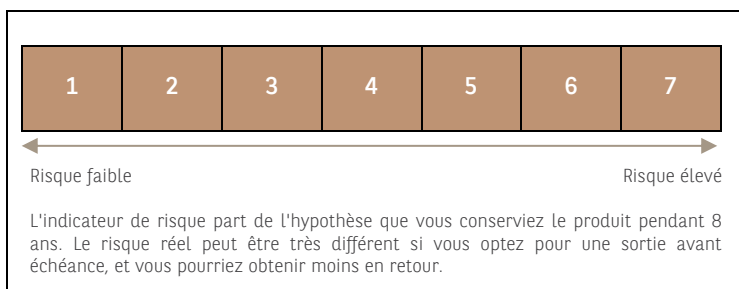 1 2 3 4 5 6 7
Risque faible Risque élevé
L'indicateur de risque part de l'hypothèse que vous conserviez le produit pendant 8
ans. Le risque réel peut être très différent si vous optez pour une sortie avant
échéance, et vous pourriez obtenir moins en retour.